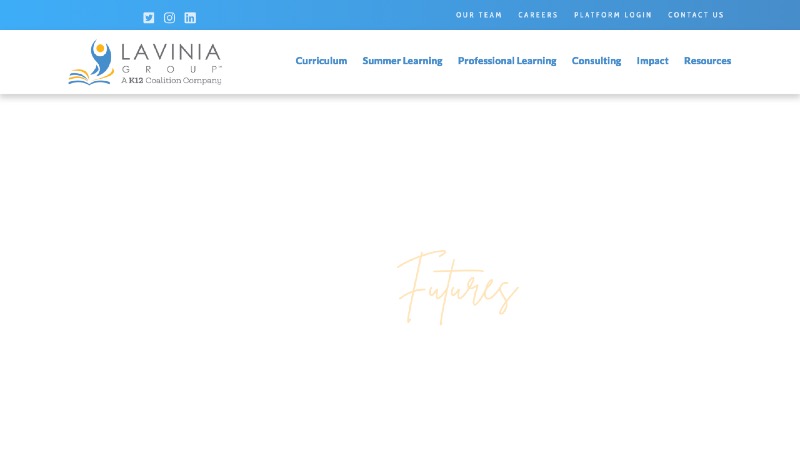 OUR TEAM CAREERS PLATFORM LOGIN CONTACT US
LAVINIA
GROUP™
A K12 Coalition Company
Curriculum Summer Learning Professional Learning Consulting Impact Resources
Futures